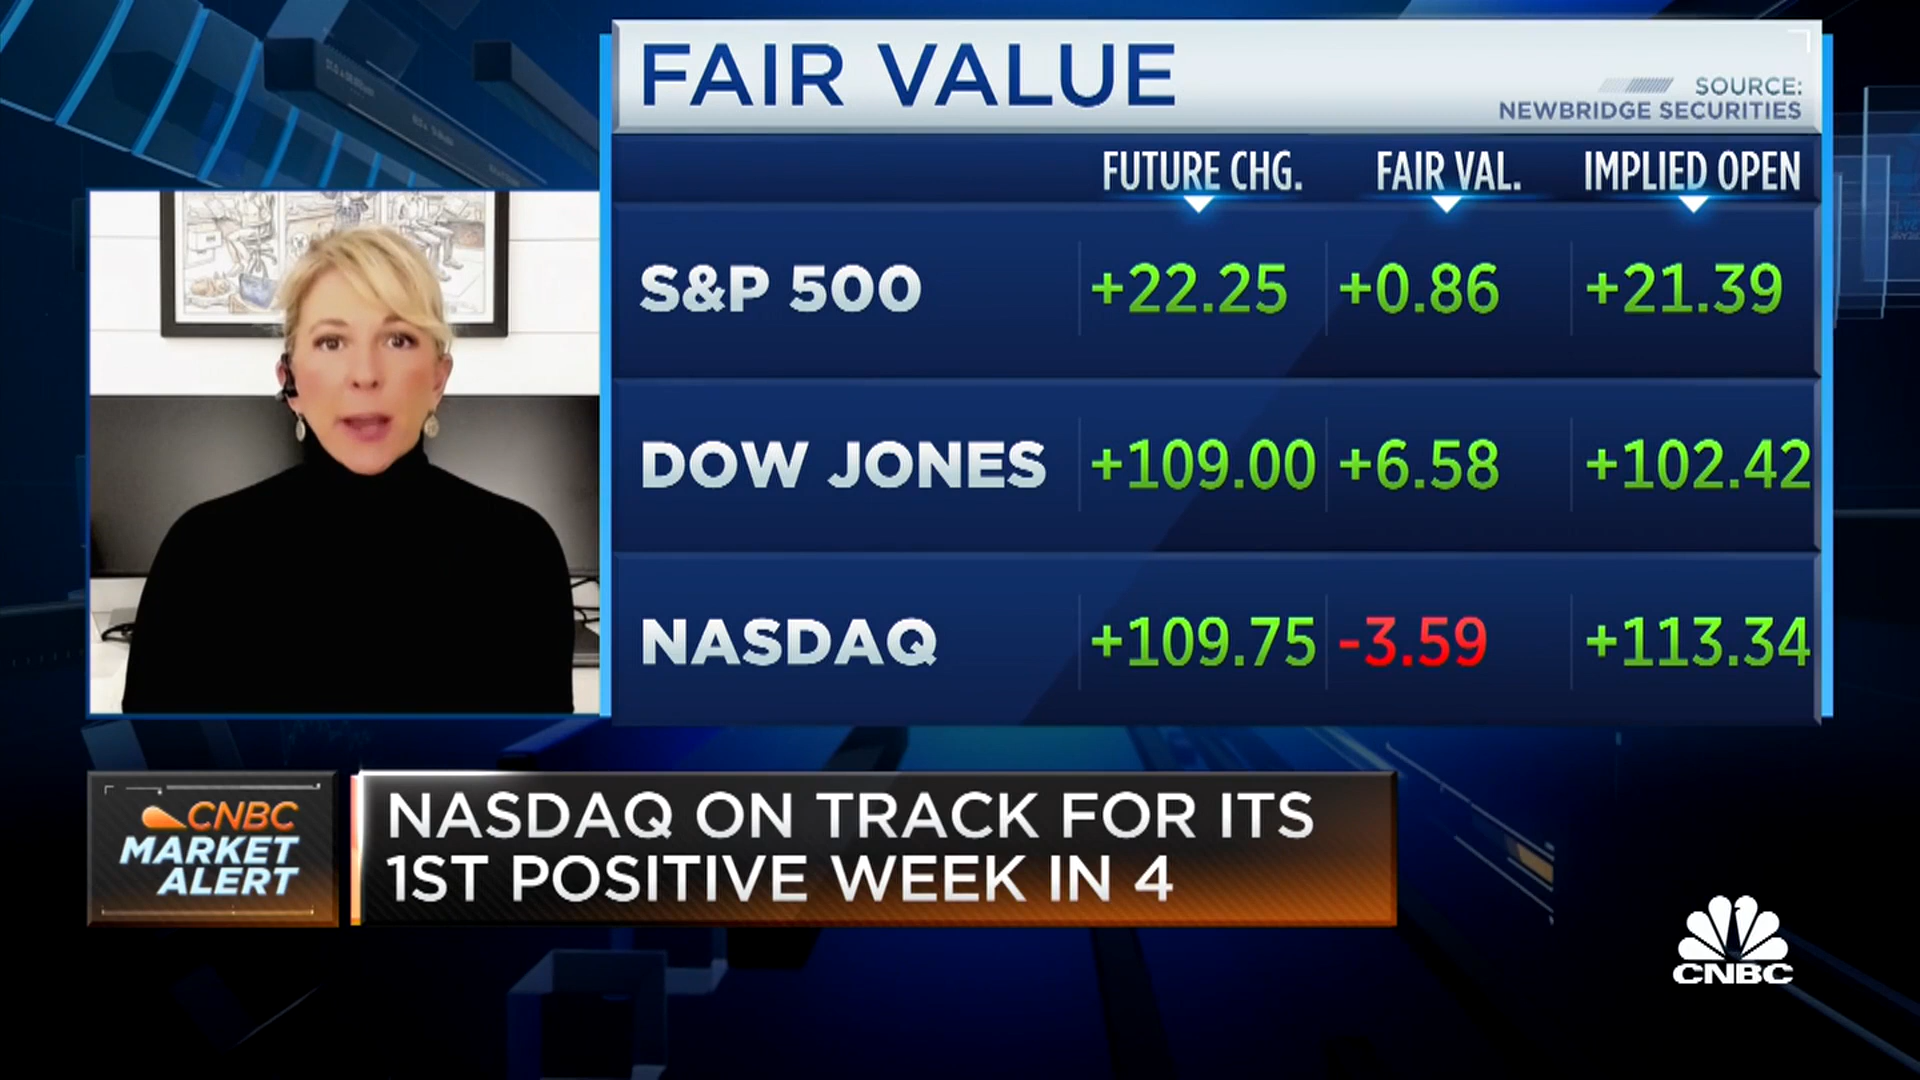 FAIR VALUE
SOURCE:
NEWBRIDGE SECURITIES
FUTURE CHG. FAIR VAL. IMPLIED OPEN
S&P 500 +22.25 +0.86 +21.39
DOW JONES +109.00 +6.58 +102.42
NASDAQ +109.75 -3.59 +113.34
CNBC
MARKET
ALERT
NASDAQ ON TRACK FOR ITS
1ST POSITIVE WEEK IN 4
CNBC